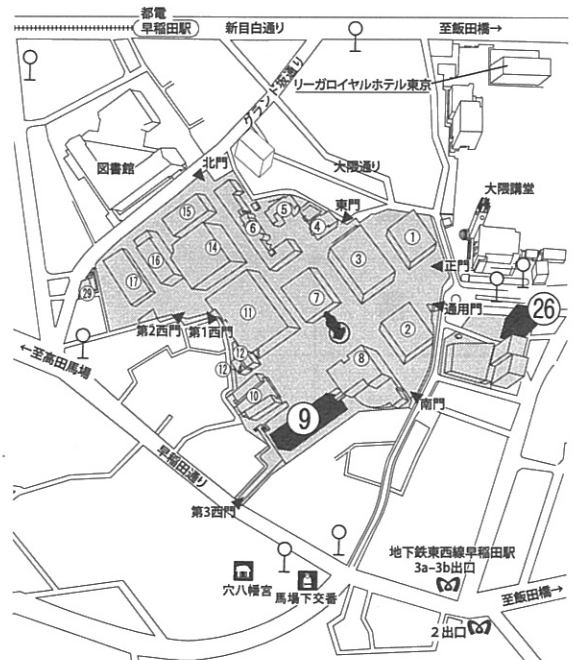 都電
早稲田駅
新目白通り
至飯田橋→
リーガロイヤルホテル東京
グランド坂通り
図書館
北門
大隈通り
大隈講堂
東門
正門
通用門
南門
⑮
⑯
⑰
⑭
⑥
⑤
④
③
①
②
⑦
⑧
⑪
⑫
⑫
⑩
9
26
29
第2西門
第1西門
←至高田馬場
早稲田通り
第3西門
穴八幡宮
馬場下交番
地下鉄東西線早稲田駅
3a-3b出口
至飯田橋→
2出口